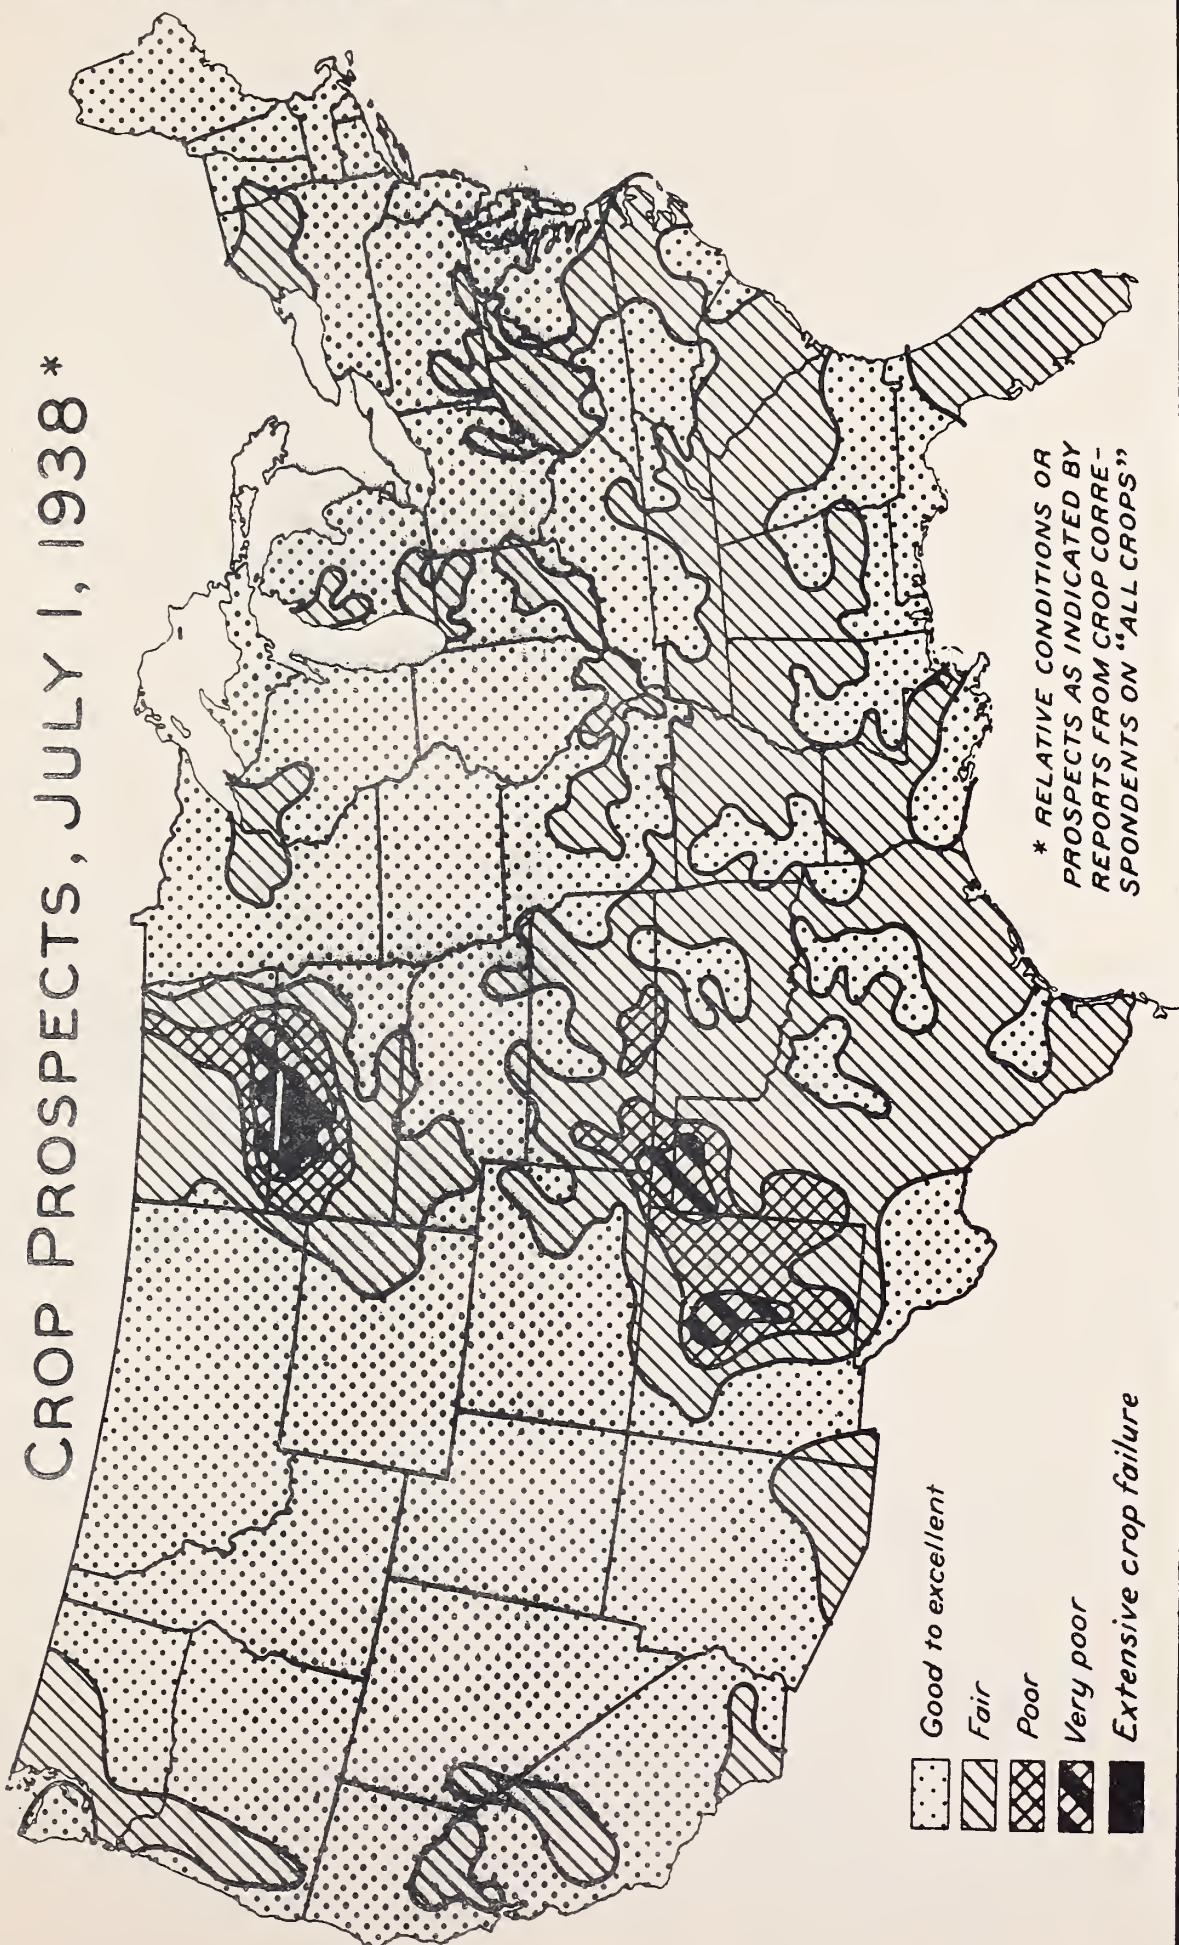 CROP PROSPECTS, JULY 1, 1938 *
* RELATIVE CONDITIONS OR
PROSPECTS AS INDICATED BY
REPORTS FROM CROP CORRE-
SPONDENTS ON "ALL CROPS"
Good to excellent
Fair
Poor
Very poor
Extensive crop failure